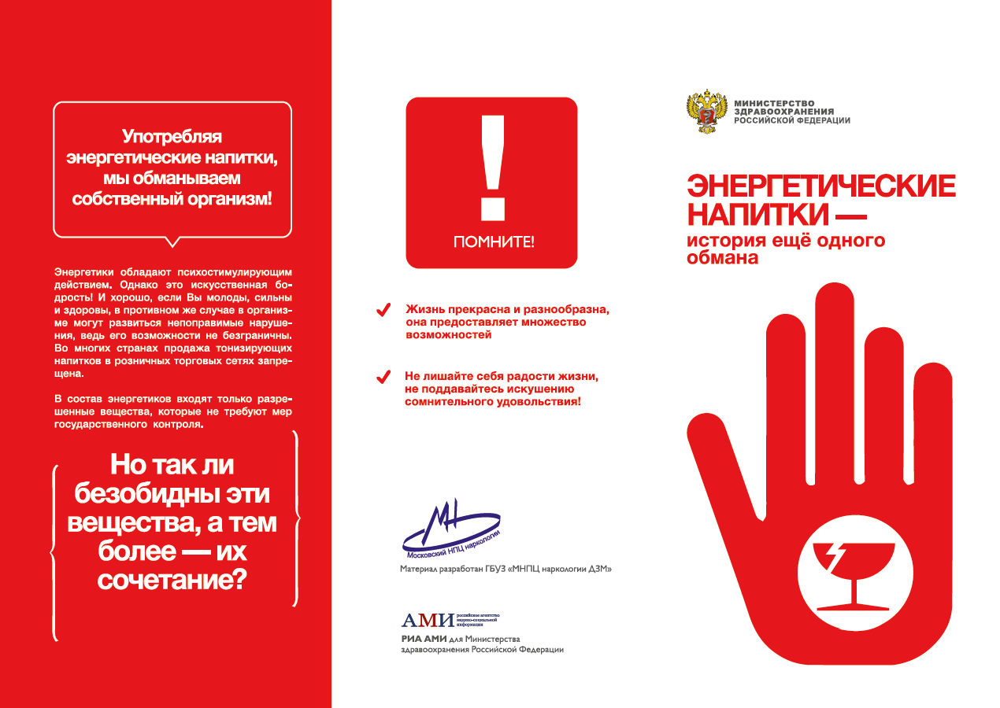 Употребляя
энергетические напитки,
мы обманываем
собственный организм!
Энергетики обладают психостимулирующим
действием. Однако это искусственная бо-
дрость! И хорошо, если Вы молоды, сильны
и здоровы, в противном же случае в организ-
ме могут развиться непоправимые наруше-
ния, ведь его возможности не безграничны.
Во многих странах продажа тонизирующих
напитков в розничных торговых сетях запре-
щена.
В состав энергетиков входят только разре-
шенные вещества, которые не требуют мер
государственного контроля.
Но так ли
безобидны эти
вещества, а тем
более — их
сочетание?
!
ПОМНИТЕ!
Жизнь прекрасна и разнообразна,
она предоставляет множество
возможностей
Не лишайте себя радости жизни,
не поддавайтесь искушению
сомнительного удовольствия!
МН
Московский НПЦ наркологии
Материал разработан ГБУЗ «МНПЦ наркологии ДЗМ»
АМИ
российское агентство
медико-социальной
информации
РИА АМИ для Министерства
здравоохранения Российской Федерации
МИНИСТЕРСТВО
ЗДРАВООХРАНЕНИЯ
РОССИЙСКОЙ ФЕДЕРАЦИИ
ЭНЕРГЕТИЧЕСКИЕ
НАПИТКИ —
история ещё одного
обмана